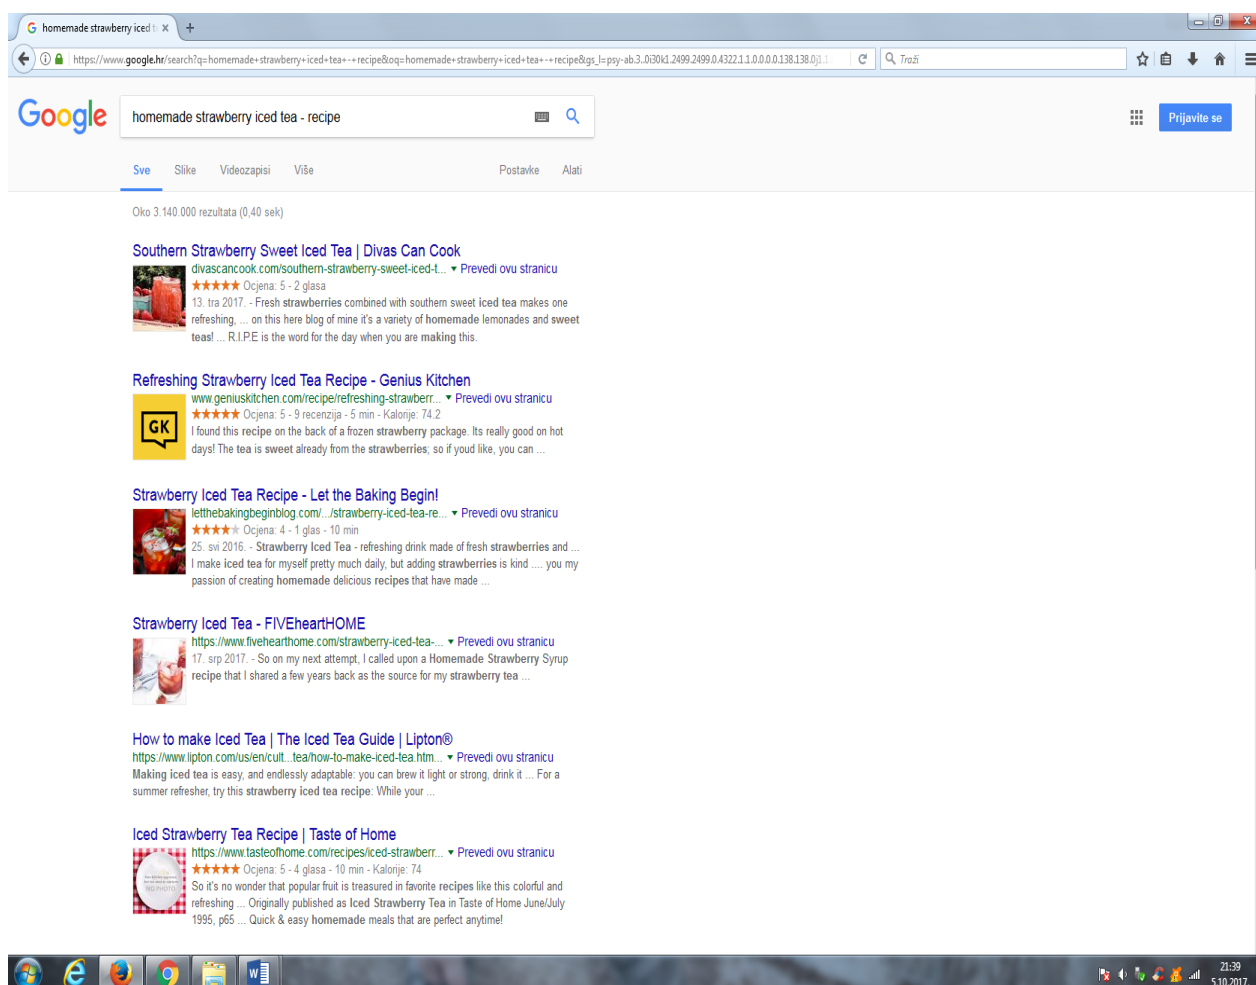 homemade strawberry iced t
https://www.google.hr/search?q=homemade+strawberry+iced+tea+-+recipe&oq=homemade+strawberry+iced+tea+-+recipe&gs_l=psy-ab.3..0i30k1.2499.2499.0.4322.1.1.0.0.0.0.138.138.0j1.1
Traži
Google
homemade strawberry iced tea - recipe
Prijavite se
Sve Slike Videozapisi Više Postavke Alati
Oko 3.140.000 rezultata (0,40 sek)
Southern Strawberry Sweet Iced Tea | Divas Can Cook
divascancook.com/southern-strawberry-sweet-iced-t... ▼ Prevedi ovu stranicu
★★★★★ Ocjena: 5 - 2 glasa
13. tra 2017. - Fresh strawberries combined with southern sweet iced tea makes one
refreshing, ... on this here blog of mine it's a variety of homemade lemonades and sweet
teas! ... R.I.P.E is the word for the day when you are making this.
Refreshing Strawberry Iced Tea Recipe - Genius Kitchen
www.geniuskitchen.com/recipe/refreshing-strawberr... ▼ Prevedi ovu stranicu
GK
★★★★★ Ocjena: 5 - 9 recenzija - 5 min - Kalorije: 74.2
I found this recipe on the back of a frozen strawberry package. Its really good on hot
days! The tea is sweet already from the strawberries; so if youd like, you can ...
Strawberry Iced Tea Recipe - Let the Baking Begin!
letthebakingbeginblog.com/.../strawberry-iced-tea-re... ▼ Prevedi ovu stranicu
★★★★★ Ocjena: 4 - 1 glas - 10 min
25. svi 2016. - Strawberry Iced Tea - refreshing drink made of fresh strawberries and ...
I make iced tea for myself pretty much daily, but adding strawberries is kind .... you my
passion of creating homemade delicious recipes that have made ...
Strawberry Iced Tea - FIVEheartHOME
https://www.fivehearthome.com/strawberry-iced-tea-... ▼ Prevedi ovu stranicu
17. srp 2017. - So on my next attempt, I called upon a Homemade Strawberry Syrup
recipe that I shared a few years back as the source for my strawberry tea ...
How to make Iced Tea | The Iced Tea Guide | Lipton®
https://www.lipton.com/us/en/cult...tea/how-to-make-iced-tea.htm... ▼ Prevedi ovu stranicu
Making iced tea is easy, and endlessly adaptable: you can brew it light or strong, drink it ... For a
summer refresher, try this strawberry iced tea recipe: While your ...
Iced Strawberry Tea Recipe | Taste of Home
https://www.tasteofhome.com/recipes/iced-strawberr... ▼ Prevedi ovu stranicu
★★★★★ Ocjena: 5 - 4 glasa - 10 min - Kalorije: 74
So it's no wonder that popular fruit is treasured in favorite recipes like this colorful and
refreshing ... Originally published as Iced Strawberry Tea in Taste of Home June/July
1995, p65 ... Quick & easy homemade meals that are perfect anytime!
NO PHOTO
21:39
5.10.2017.